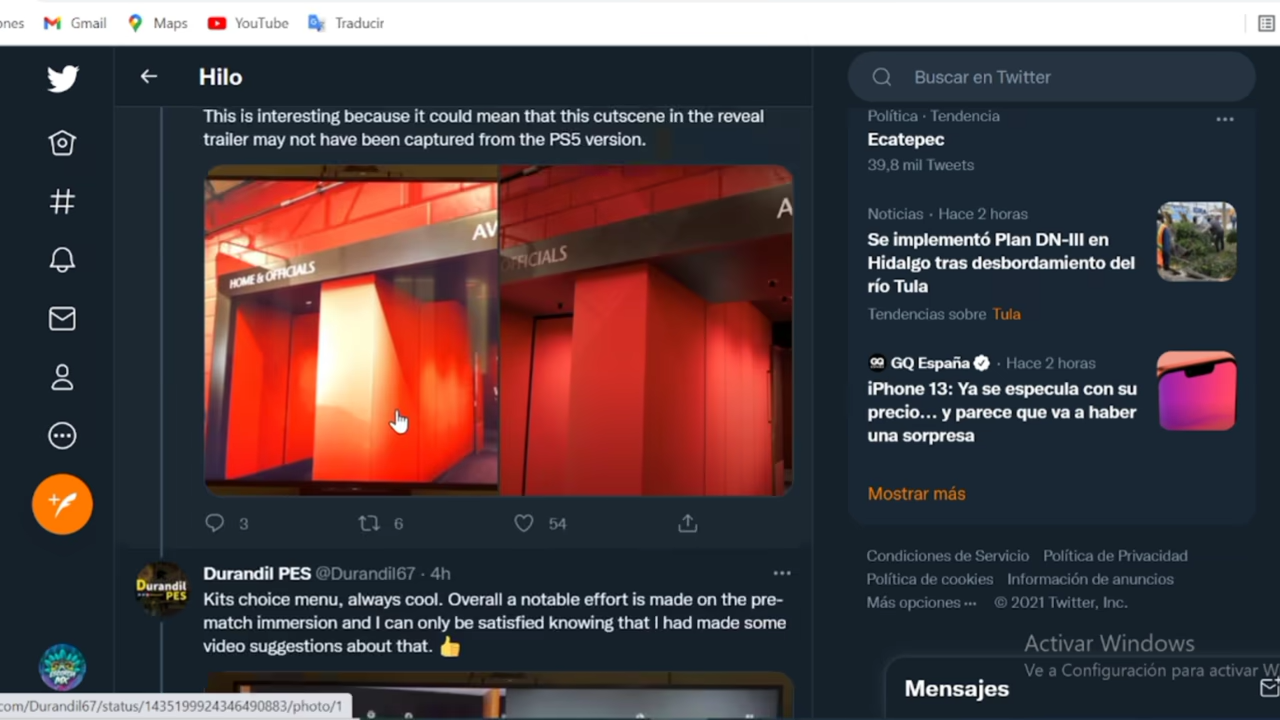 ones
Gmail
Maps
YouTube
Traducir
Hilo
Buscar en Twitter
This is interesting because it could mean that this cutscene in the reveal
trailer may not have been captured from the PS5 version.
HOME & OFFICIALS
AV
OFFICIALS
A
3
6
54
Durandil PES @Durandil67 · 4h
Kits choice menu, always cool. Overall a notable effort is made on the pre-
match immersion and I can only be satisfied knowing that I had made some
video suggestions about that. 👍
Durandil
PES
com/Durandil67/status/1435199924346490883/photo/1
Política · Tendencia
Ecatepec
39,8 mil Tweets
Noticias · Hace 2 horas
Se implementó Plan DN-III en
Hidalgo tras desbordamiento del
río Tula
Tendencias sobre Tula
GQ España · Hace 2 horas
iPhone 13: Ya se especula con su
precio... y parece que va a haber
una sorpresa
Mostrar más
Condiciones de Servicio Política de Privacidad
Política de cookies Información de anuncios
Más opciones ··· © 2021 Twitter, Inc.
Activar Windows
Ve a Configuración para activar W
Mensajes